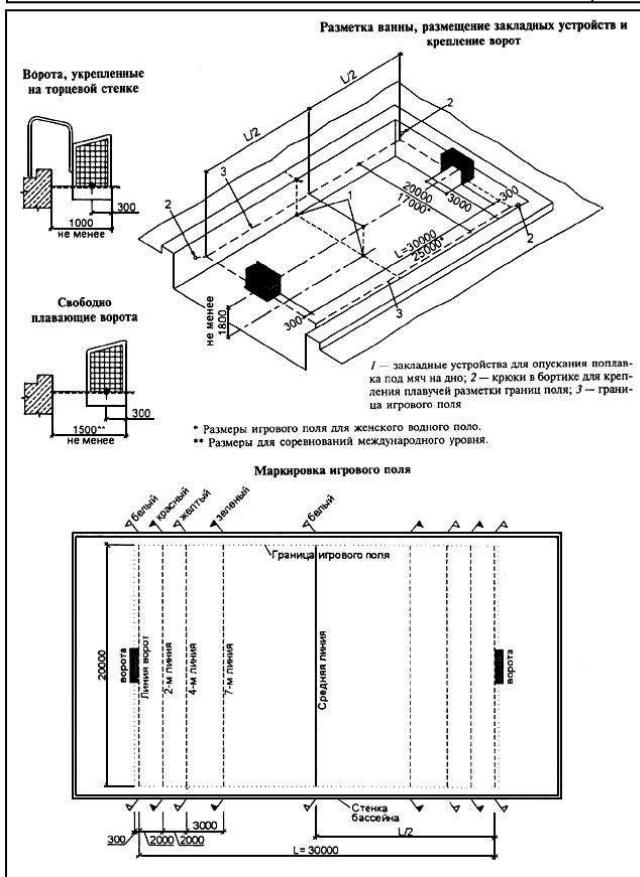 Разметка ванны, размещение закладных устройств и
крепление ворот
Ворота, укрепленные
на торцевой стенке
300
1000
не менее
Свободно
плавающие ворота
300
1500**
не менее
L/2
L/2
2
3
1
2
20000
17000*
3000
300
2
L=30000
25000*
3
300
не менее
1800
1 — закладные устройства для опускания поплав-
ка под мяч на дно; 2 — крюки в бортике для креп-
ления плавучей разметки границ поля; 3 — грани-
ца игрового поля
* Размеры игрового поля для женского водного поло.
** Размеры для соревнований международного уровня.
Маркировка игрового поля
белый
красный
желтый
зеленый
белый
Граница игрового поля
20000
ворота
Линия ворот
2-м линия
4-м линия
7-м линия
Средняя линия
ворота
Стенка
бассейна
300
2000
2000
3000
L/2
L= 30000